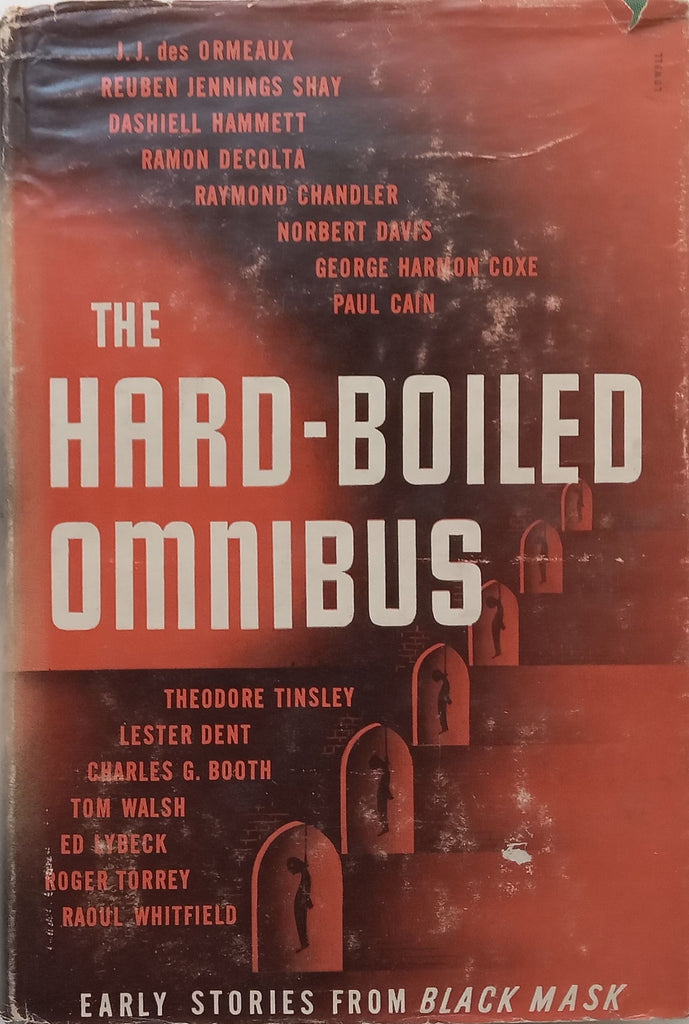 J.J. des ORMEAUX
LOWELL
REUBEN JENNINGS SHAY
DASHIELL HAMMETT
RAMON DECOLTA
RAYMOND CHANDLER
NORBERT DAVIS
GEORGE HARMON COXE
PAUL CAIN
THE
HARD-BOILED
OMNIBUS
THEODORE TINSLEY
LESTER DENT
CHARLES G. BOOTH
TOM WALSH
ED LYBECK
ROGER TORREY
RAOUL WHITFIELD
EARLY STORIES FROM BLACK MASK